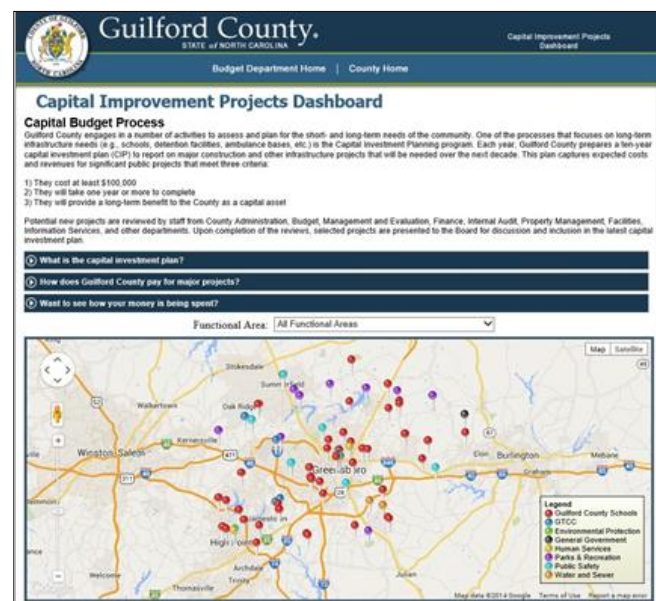 Guilford County.
STATE of NORTH CAROLINA
Capital Improvement Projects
Dashboard
Budget Department Home | County Home
Capital Improvement Projects Dashboard
Capital Budget Process
Guilford County engages in a number of activities to assess and plan for the short- and long-term needs of the community. One of the processes that focuses on long-term
infrastructure needs (e.g., schools, detention facilities, ambulance bases, etc.) is the Capital Investment Planning program. Each year, Guilford County prepares a ten-year
capital investment plan (CIP) to report on major construction and other infrastructure projects that will be needed over the next decade. This plan captures expected costs
and revenues for significant public projects that meet three criteria:
1) They cost at least $100,000
2) They will take one year or more to complete
3) They will provide a long-term benefit to the County as a capital asset
Potential new projects are reviewed by staff from County Administration, Budget, Management and Evaluation, Finance, Internal Audit, Property Management, Facilities,
Information Services, and other departments. Upon completion of the reviews, selected projects are presented to the Board for discussion and inclusion in the latest capital
investment plan.
What is the capital investment plan?
How does Guilford County pay for major projects?
Want to see how your money is being spent?
Functional Area: All Functional Areas
Map Satellite
Stokesdale
Walkertown
Oak Ridge
Kernersville
Winston-Salem
Greensboro
Elon
Burlington
Mebane
Graham
High Point
Archdale
Trinity
Thomasville
Welcome
Julian
Legend
Guilford County Schools
GTCC
Environmental Protection
General Government
Human Services
Parks & Recreation
Public Safety
Water and Sewer
Map data ©2014 Google Terms of Use Report a map error